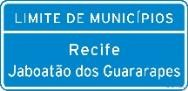 LIMITE DE MUNICÍPIOS
Recife
Jaboatão dos Guararapes